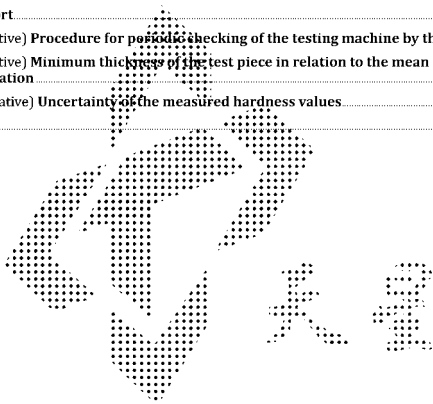 rt
tive) Procedure for periodic checking of the testing machine by th
tive) Minimum thickness of the test piece in relation to the mean
ation
ative) Uncertainty of the measured hardness values
天